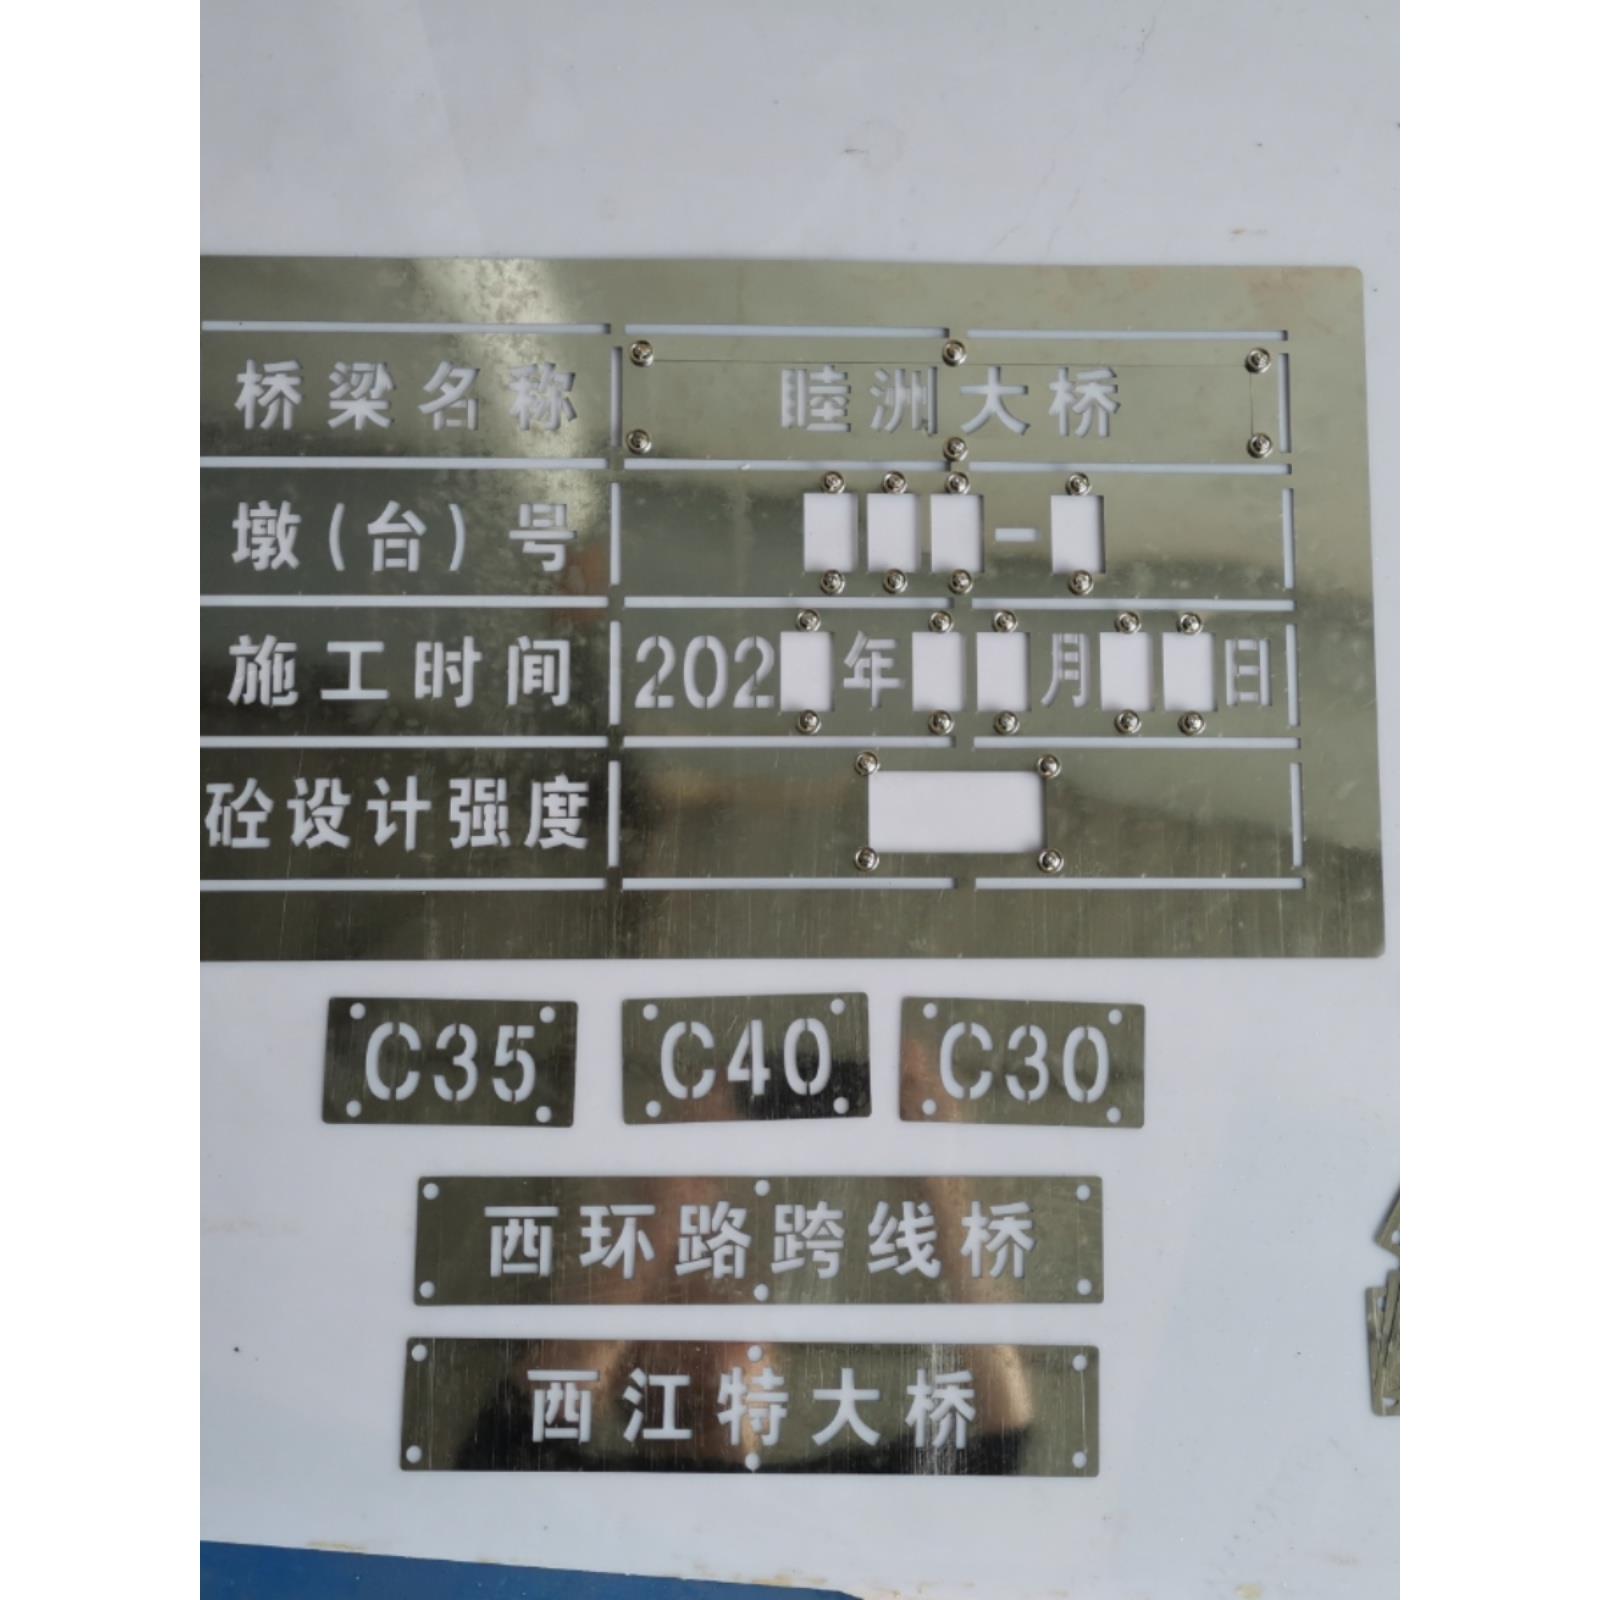 桥梁名称 睦洲大桥
墩(台)号 -
施工时间 202 年 月 日
砼设计强度
C35 C40 C30
西环路跨线桥
西江特大桥